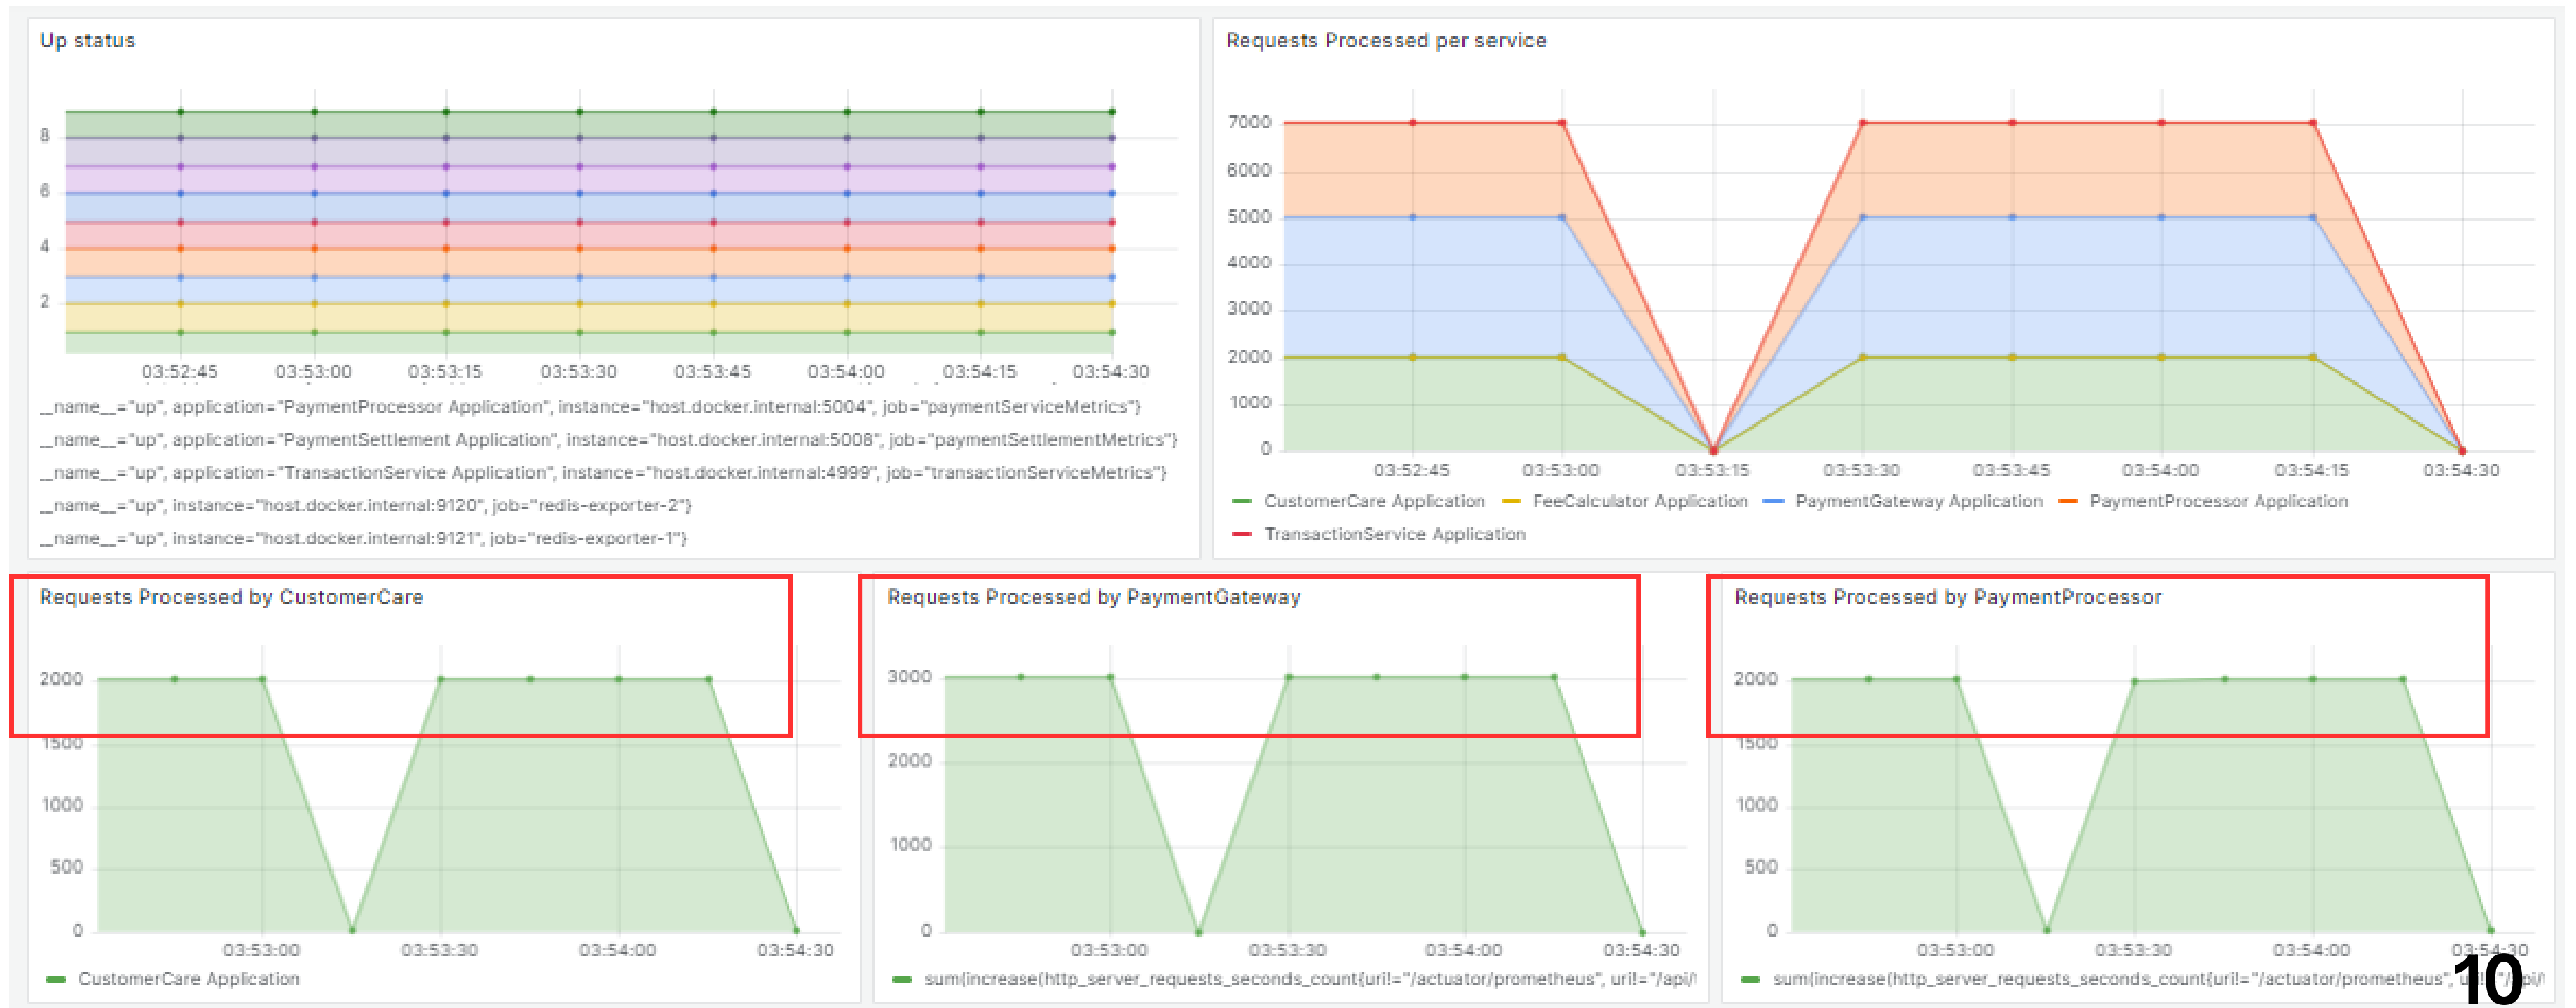 Up status
8
6
4
2
03:52:45 03:53:00 03:53:15 03:53:30 03:53:45 03:54:00 03:54:15 03:54:30
__name__="up", application="PaymentProcessor Application", instance="host.docker.internal:5004", job="paymentServiceMetrics"}
__name__="up", application="PaymentSettlement Application", instance="host.docker.internal:5008", job="paymentSettlementMetrics"}
__name__="up", application="TransactionService Application", instance="host.docker.internal:4999", job="transactionServiceMetrics"}
__name__="up", instance="host.docker.internal:9120", job="redis-exporter-2"}
__name__="up", instance="host.docker.internal:9121", job="redis-exporter-1"}
Requests Processed per service
7000
6000
5000
4000
3000
2000
1000
0
03:52:45 03:53:00 03:53:15 03:53:30 03:53:45 03:54:00 03:54:15 03:54:30
CustomerCare Application FeeCalculator Application PaymentGateway Application PaymentProcessor Application
TransactionService Application
Requests Processed by CustomerCare
2000
1500
1000
500
0
03:53:00 03:53:30 03:54:00 03:54:30
CustomerCare Application
Requests Processed by PaymentGateway
3000
2000
1000
0
03:53:00 03:53:30 03:54:00 03:54:30
sum(increase(http_server_requests_seconds_count{uri!="/actuator/prometheus", uri!="/api/
Requests Processed by PaymentProcessor
2000
1500
1000
500
0
03:53:00 03:53:30 03:54:00 03:54:30
sum(increase(http_server_requests_seconds_count{uri!="/actuator/prometheus",
10